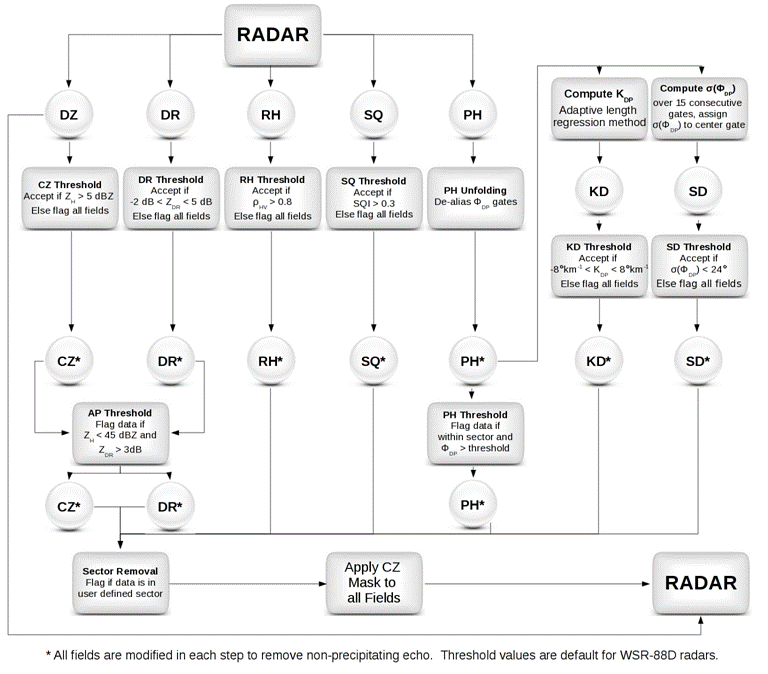 RADAR
DZ
DR
RH
SQ
PH
Compute KDP
Adaptive length
regression method
Compute σ(ΦDP)
over 15 consecutive
gates, assign
σ(ΦDP) to center gate
CZ Threshold
Accept if ZH > 5 dBZ
Else flag all fields
DR Threshold
Accept if
-2 dB < ZDR < 5 dB
Else flag all fields
RH Threshold
Accept if
ρHV > 0.8
Else flag all fields
SQ Threshold
Accept if
SQI > 0.3
Else flag all fields
PH Unfolding
De-alias ΦDP gates
KD
SD
KD Threshold
Accept if
-8°km-1 < KDP < 8°km-1
Else flag all fields
SD Threshold
Accept if
σ(ΦDP) < 24°
Else flag all fields
CZ*
DR*
RH*
SQ*
PH*
KD*
SD*
AP Threshold
Flag data if
ZH < 45 dBZ and
ZDR > 3dB
PH Threshold
Flag data if
within sector and
ΦDP > threshold
CZ*
DR*
PH*
Sector Removal
Flag if data is in
user defined sector
Apply CZ
Mask to
all Fields
RADAR
* All fields are modified in each step to remove non-precipitating echo.  Threshold values are default for WSR-88D radars.